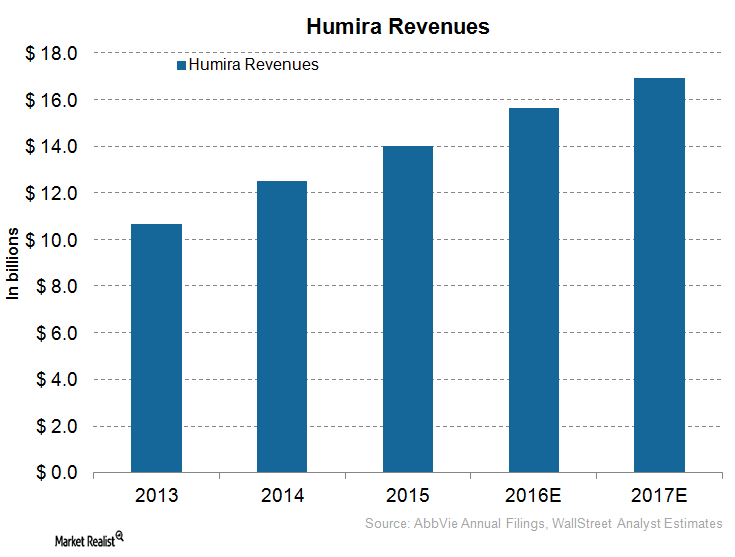 Humira Revenues
Humira Revenues
In billions
$ 18.0
$ 16.0
$ 14.0
$ 12.0
$ 10.0
$ 8.0
$ 6.0
$ 4.0
$ 2.0
$ 0.0
2013 2014 2015 2016E 2017E
Source: AbbVie Annual Filings, WallStreet Analyst Estimates
Market Realist